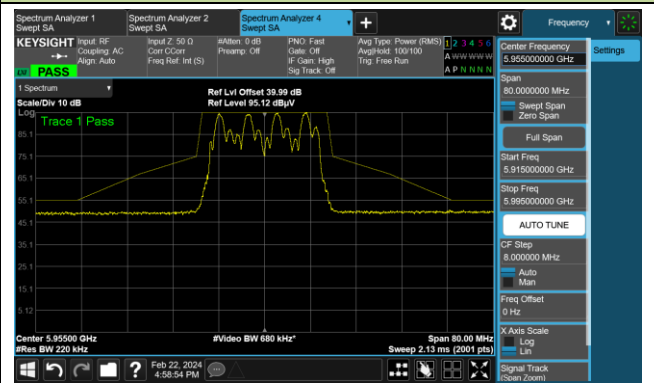 Spectrum Analyzer 1
Swept SA
Spectrum Analyzer 2
Swept SA
Spectrum Analyzer 4
Swept SA
Frequency
KEYSIGHT
Input: RF
Coupling: AC
Align: Auto
Input Z: 50 Ω
Corr CCorr
Freq Ref: Int (S)
#Atten: 0 dB
Preamp: Off
PNO: Fast
Gate: Off
IF Gain: High
Sig Track: Off
Avg Type: Power (RMS)
Avg|Hold: 100/100
Trig: Free Run
1 2 3 4 5 6
A W W W W W
A P N N N N
PASS
1 Spectrum
Scale/Div 10 dB
Ref Lvl Offset 39.99 dB
Ref Level 95.12 dBµV
Log
Trace 1 Pass
85.1
75.1
65.1
55.1
45.1
35.1
25.1
15.1
5.12
Center 5.95500 GHz
#Res BW 220 kHz
#Video BW 680 kHz*
Span 80.00 MHz
Sweep 2.13 ms (2001 pts)
Feb 22, 2024
4:58:54 PM
Center Frequency
5.955000000 GHz
Settings
Span
80.0000000 MHz
Swept Span
Zero Span
Full Span
Start Freq
5.915000000 GHz
Stop Freq
5.995000000 GHz
AUTO TUNE
CF Step
8.000000 MHz
Auto
Man
Freq Offset
0 Hz
X Axis Scale
Log
Lin
Signal Track
(Span Zoom)